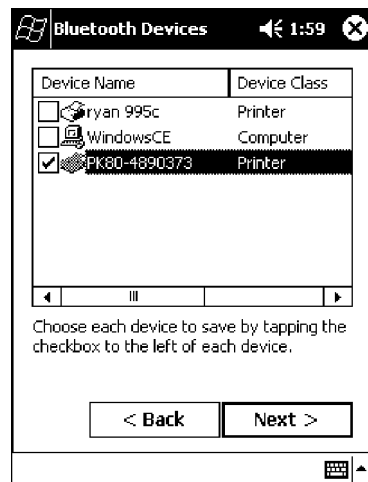 Bluetooth Devices 1:59
Device Name Device Class
ryan 995c Printer
WindowsCE Computer
PK80-4890373 Printer
Choose each device to save by tapping the
checkbox to the left of each device.
< Back Next >